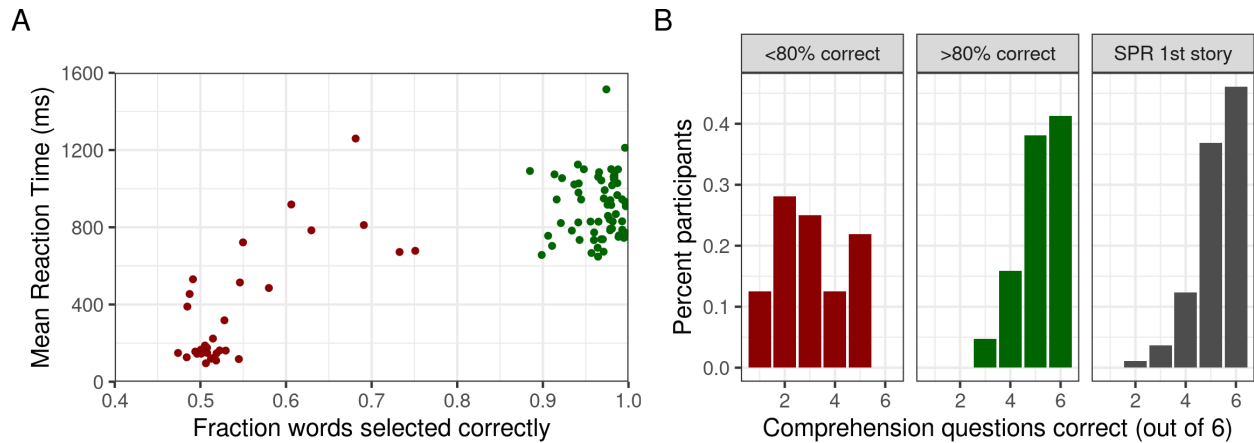 A
Mean Reaction Time (ms)
1600
1200
800
400
0
0.4 0.5 0.6 0.7 0.8 0.9 1.0
Fraction words selected correctly
B
<80% correct >80% correct SPR 1st story
Percent participants
0.4
0.3
0.2
0.1
0.0
2 4 6 2 4 6 2 4 6
Comprehension questions correct (out of 6)